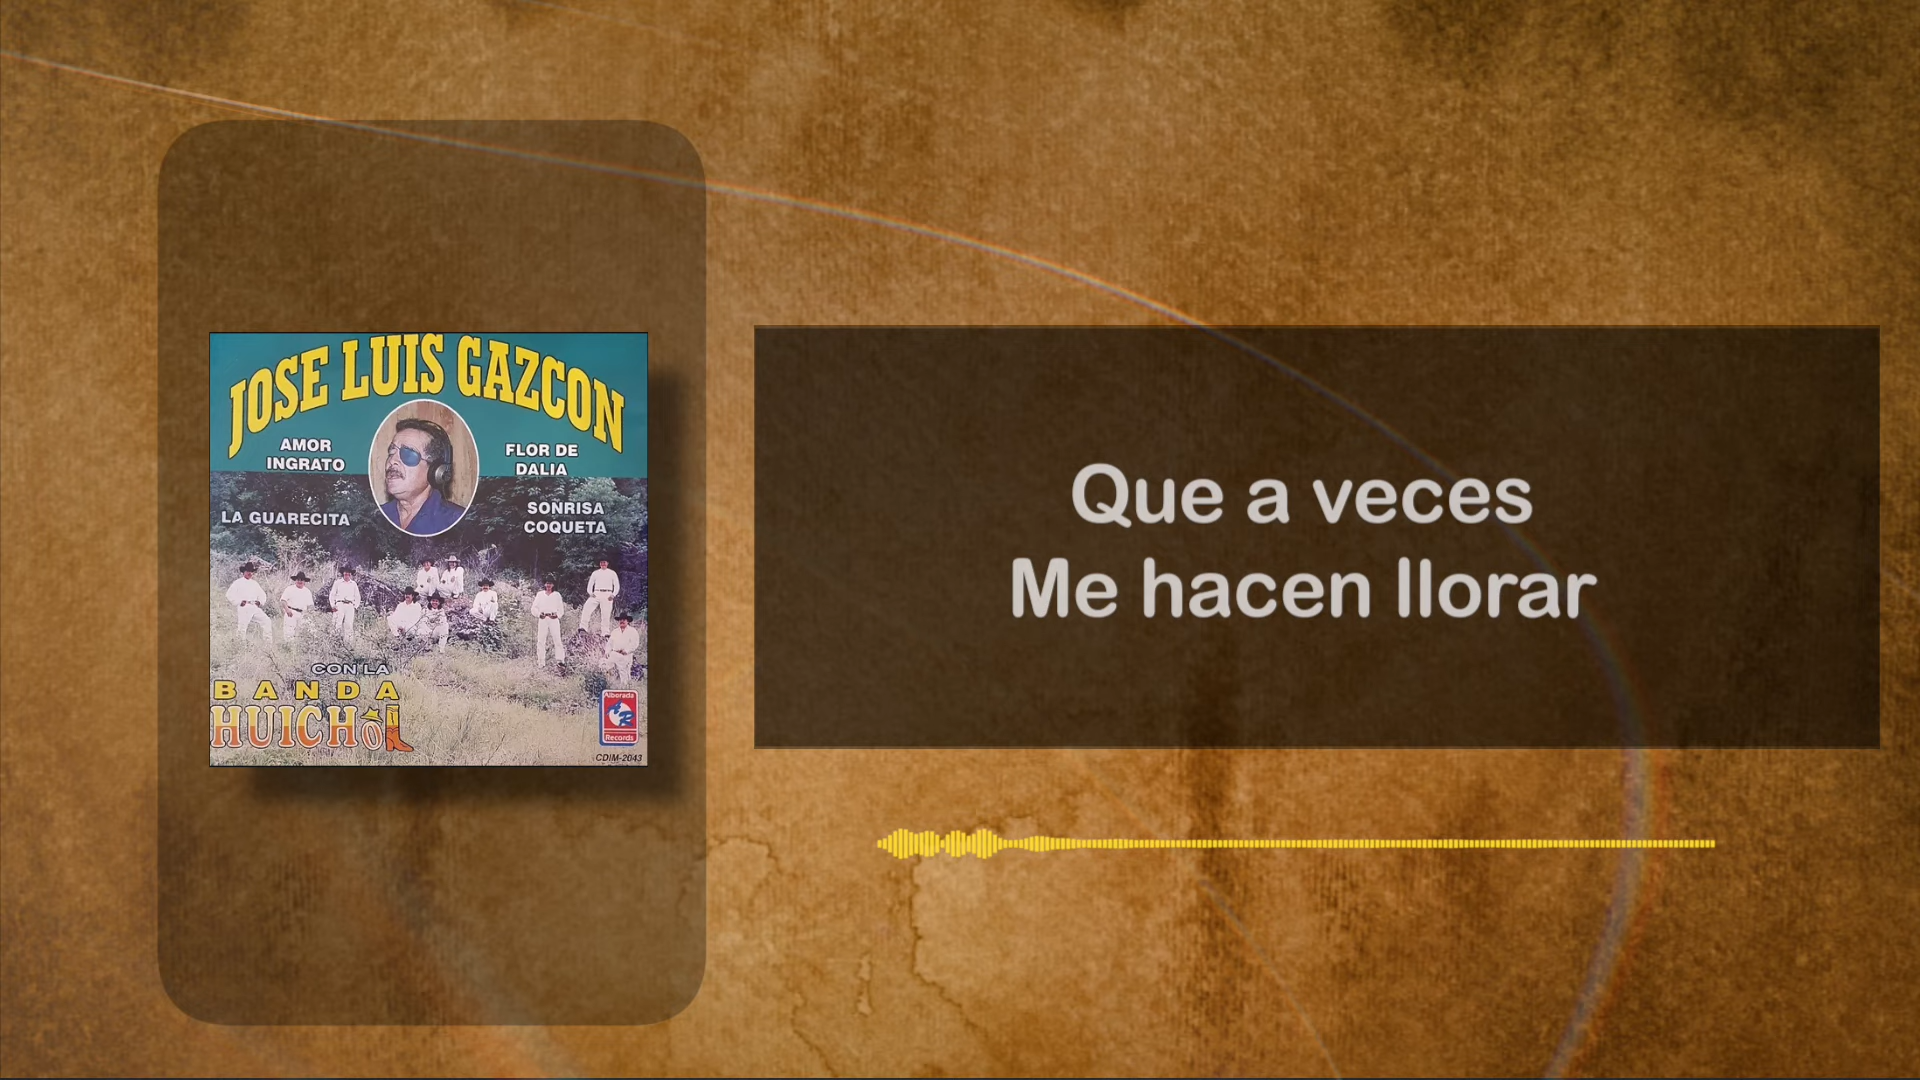 JOSE LUIS GAZCON
AMOR
INGRATO
FLOR DE
DALIA
LA GUARECITA
SONRISA
COQUETA
CON LA
BANDA
HUICHOL
Alborada
AR
Records
CDIM-2043
Que a veces
Me hacen llorar